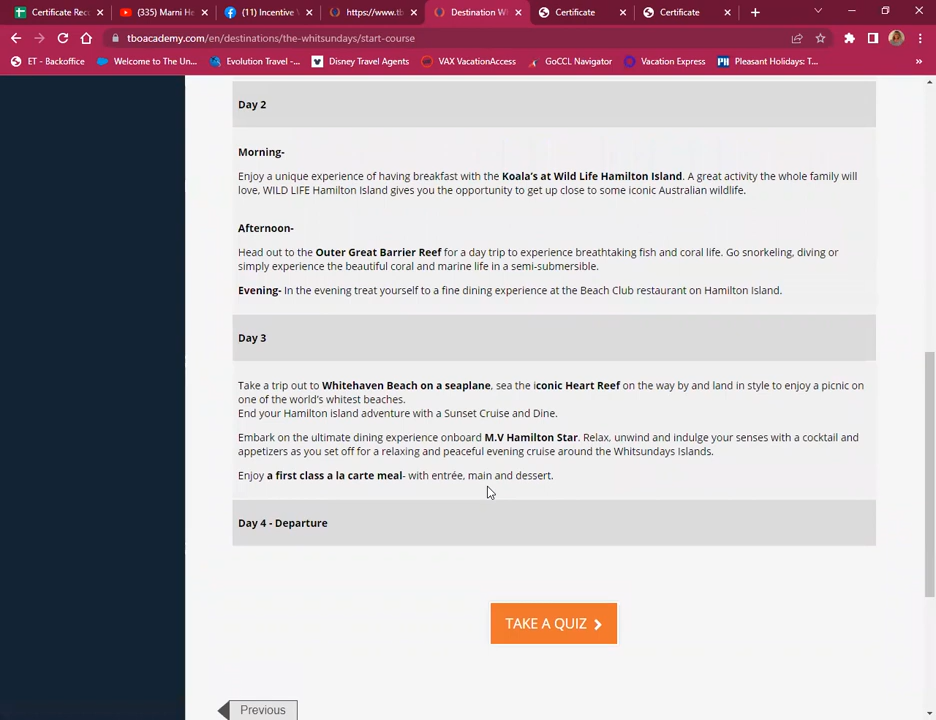 Certificate Rec
(335) Marni He
(11) Incentive V
https://www.tb
Destination W
Certificate
Certificate
tboacademy.com/en/destinations/the-whitsundays/start-course
ET - Backoffice
Welcome to The Un...
Evolution Travel -...
Disney Travel Agents
VAX VacationAccess
GoCCL Navigator
Vacation Express
Pleasant Holidays: T...
»
Day 2
Morning-
Enjoy a unique experience of having breakfast with the Koala's at Wild Life Hamilton Island. A great activity the whole family will
love, WILD LIFE Hamilton Island gives you the opportunity to get up close to some iconic Australian wildlife.
Afternoon-
Head out to the Outer Great Barrier Reef for a day trip to experience breathtaking fish and coral life. Go snorkeling, diving or
simply experience the beautiful coral and marine life in a semi-submersible.
Evening- In the evening treat yourself to a fine dining experience at the Beach Club restaurant on Hamilton Island.
Day 3
Take a trip out to Whitehaven Beach on a seaplane, sea the iconic Heart Reef on the way by and land in style to enjoy a picnic on
one of the world's whitest beaches.
End your Hamilton island adventure with a Sunset Cruise and Dine.
Embark on the ultimate dining experience onboard M.V Hamilton Star. Relax, unwind and indulge your senses with a cocktail and
appetizers as you set off for a relaxing and peaceful evening cruise around the Whitsundays Islands.
Enjoy a first class a la carte meal- with entrée, main and dessert.
Day 4 - Departure
TAKE A QUIZ
Previous